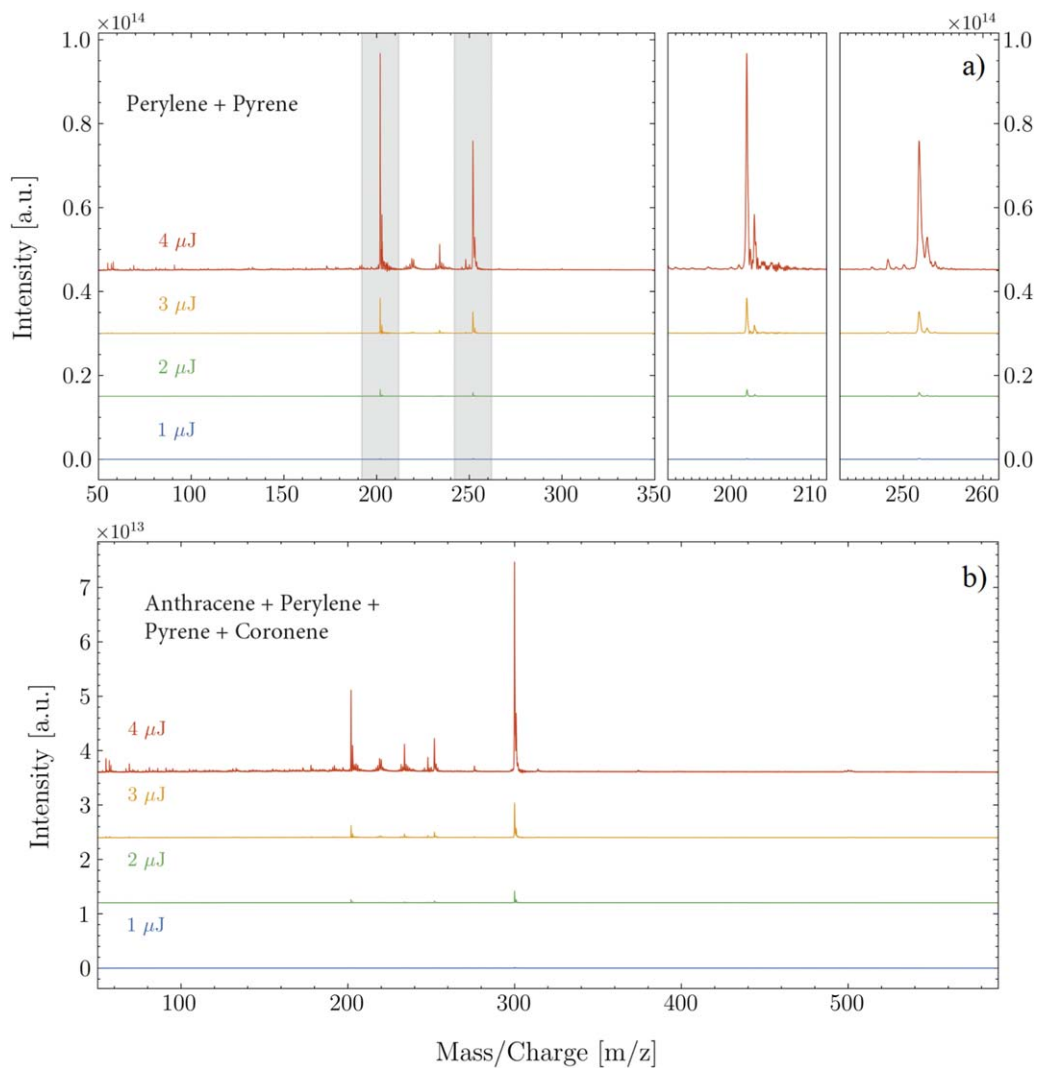 ×10¹⁴
×10¹⁴
1.0
1.0
a)
Perylene + Pyrene
0.8
0.8
0.6
0.6
4 μJ
Intensity [a.u.]
0.4
0.4
3 μJ
2 μJ
0.2
0.2
1 μJ
0.0
0.0
50 100 150 200 250 300 350 200 210 250 260
×10¹³
b)
7
Anthracene + Perylene +
Pyrene + Coronene
6
5
4 μJ
4
Intensity [a.u.]
3 μJ
3
2 μJ
2
1 μJ
1
0
100 200 300 400 500
Mass/Charge [m/z]